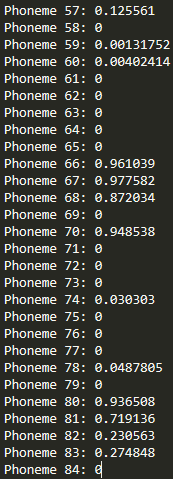 Phoneme 57: 0.125561
Phoneme 58: 0
Phoneme 59: 0.00131752
Phoneme 60: 0.00402414
Phoneme 61: 0
Phoneme 62: 0
Phoneme 63: 0
Phoneme 64: 0
Phoneme 65: 0
Phoneme 66: 0.961039
Phoneme 67: 0.977582
Phoneme 68: 0.872034
Phoneme 69: 0
Phoneme 70: 0.948538
Phoneme 71: 0
Phoneme 72: 0
Phoneme 73: 0
Phoneme 74: 0.030303
Phoneme 75: 0
Phoneme 76: 0
Phoneme 77: 0
Phoneme 78: 0.0487805
Phoneme 79: 0
Phoneme 80: 0.936508
Phoneme 81: 0.719136
Phoneme 82: 0.230563
Phoneme 83: 0.274848
Phoneme 84: 0